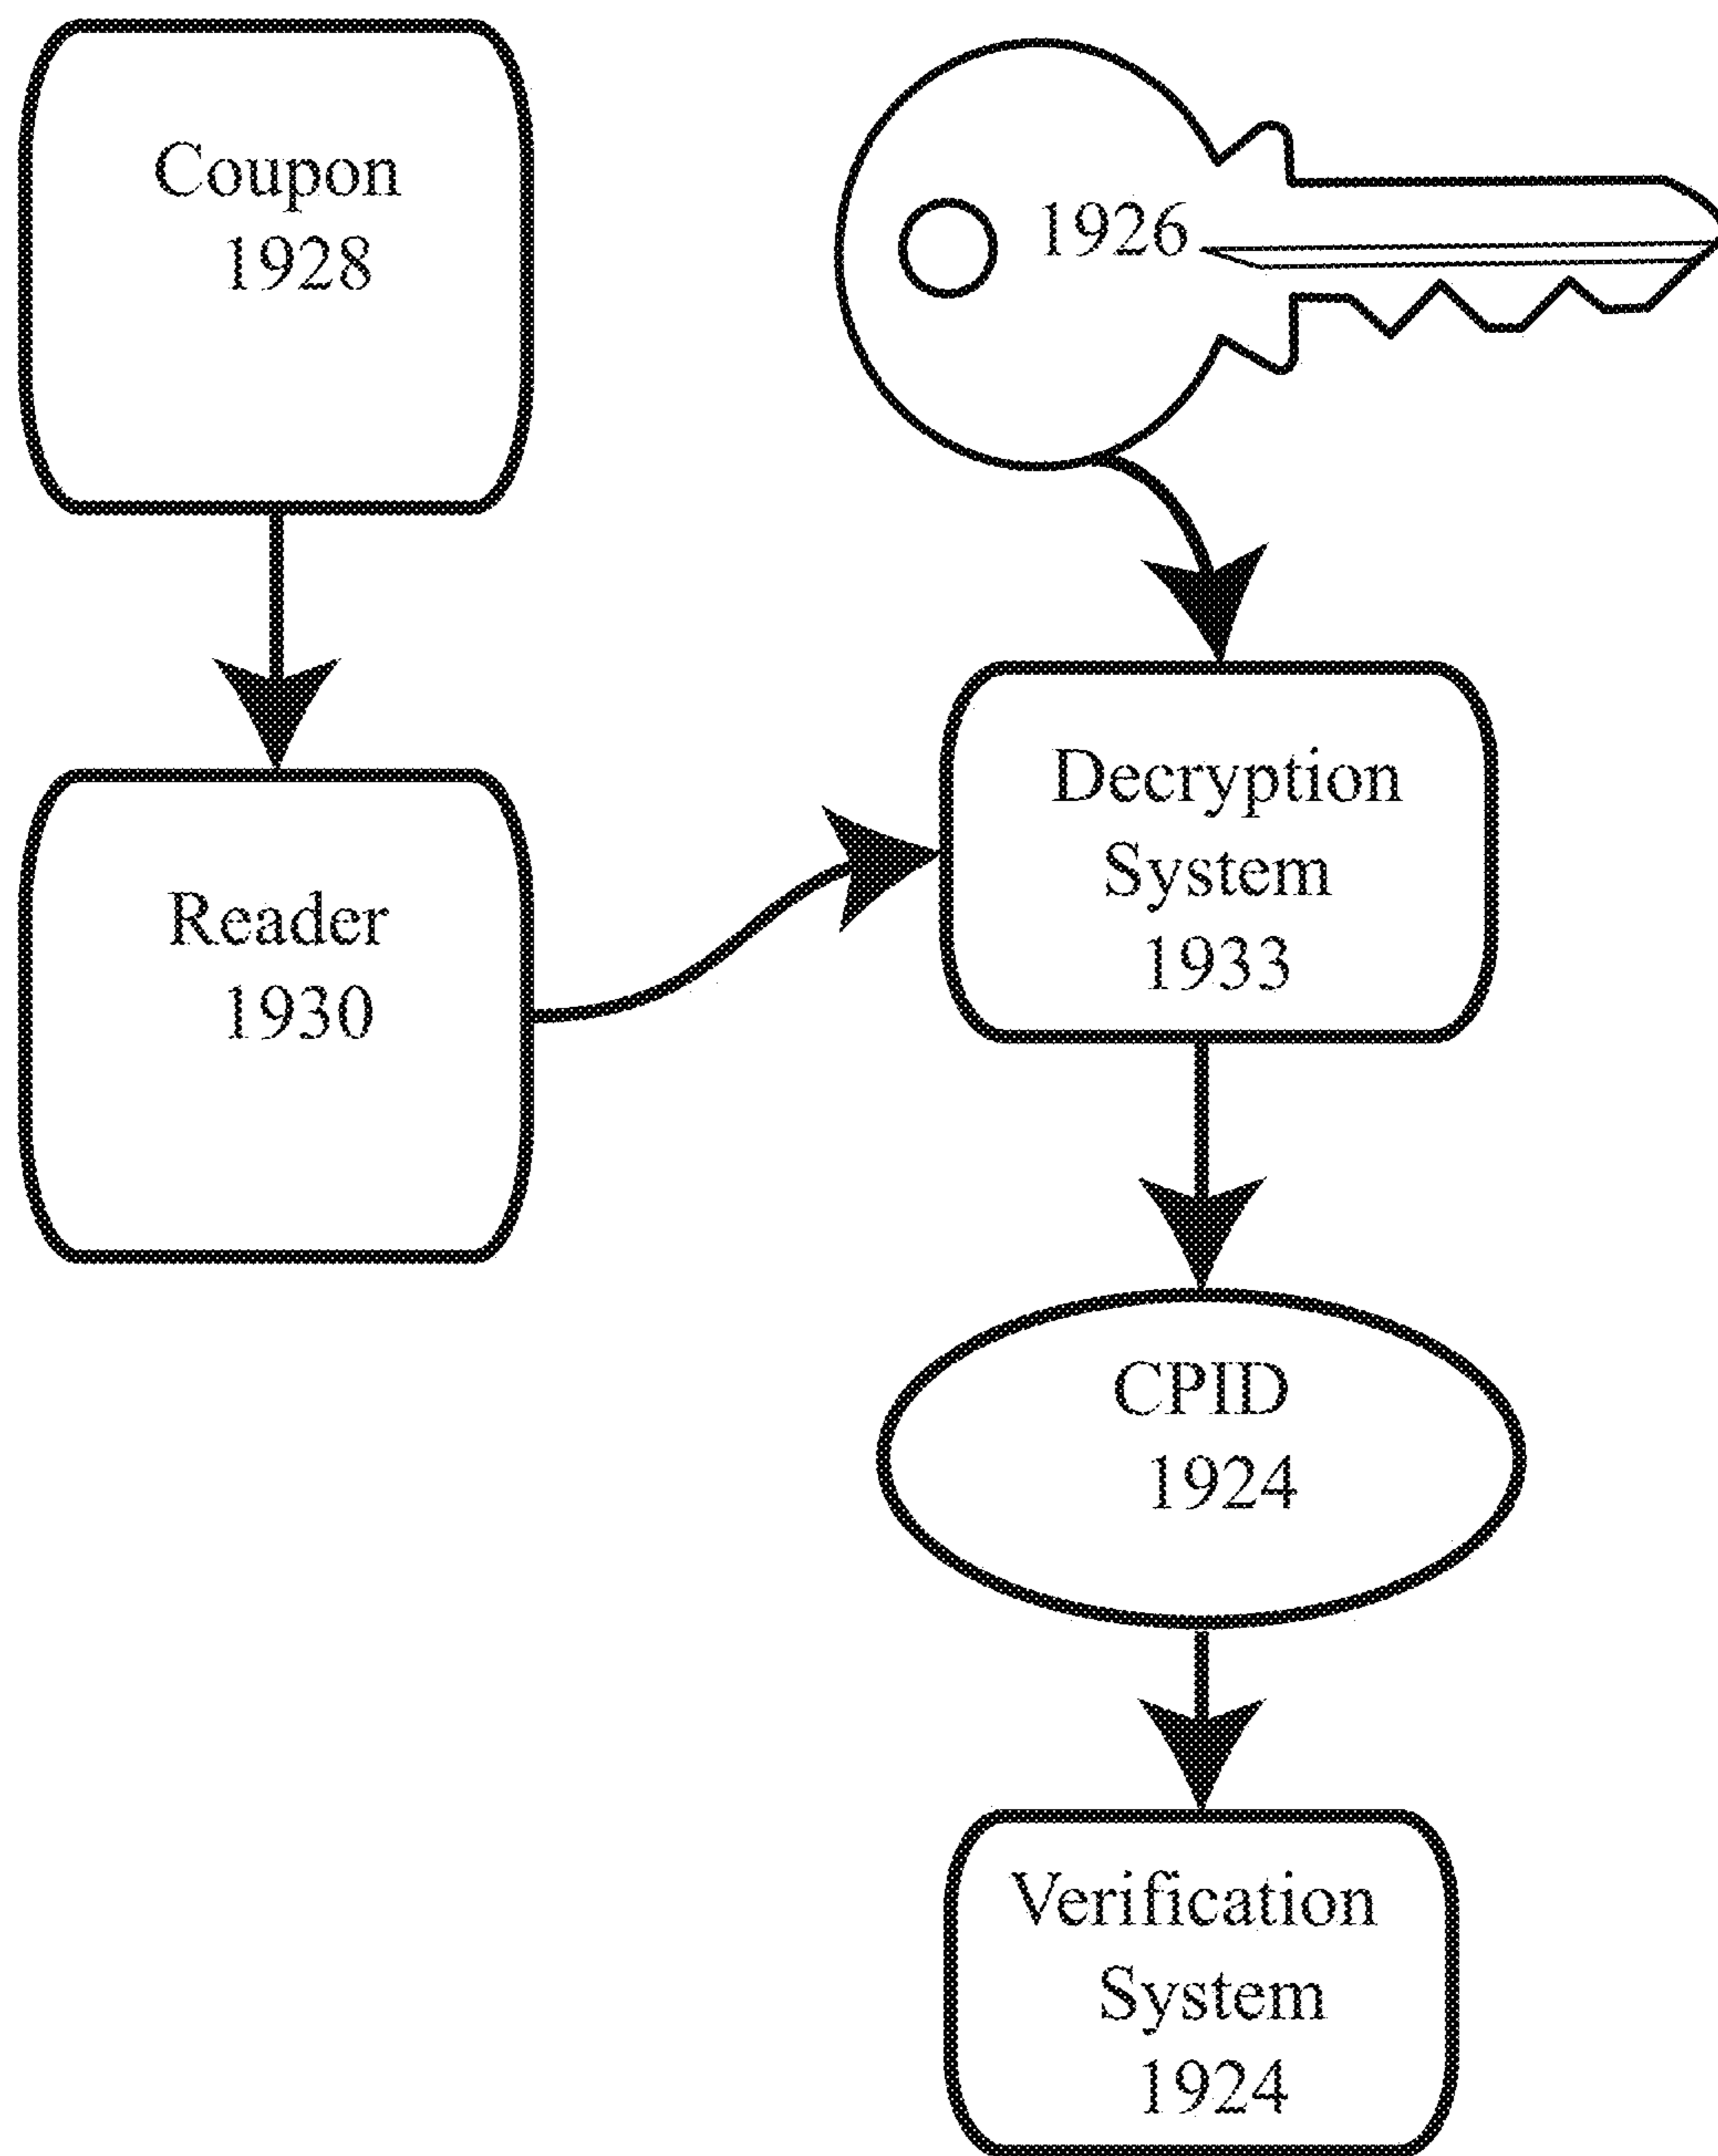 Coupon
1928
1926
Reader
1930
Decryption
System
1933
CPID
1924
Verification
System
1924